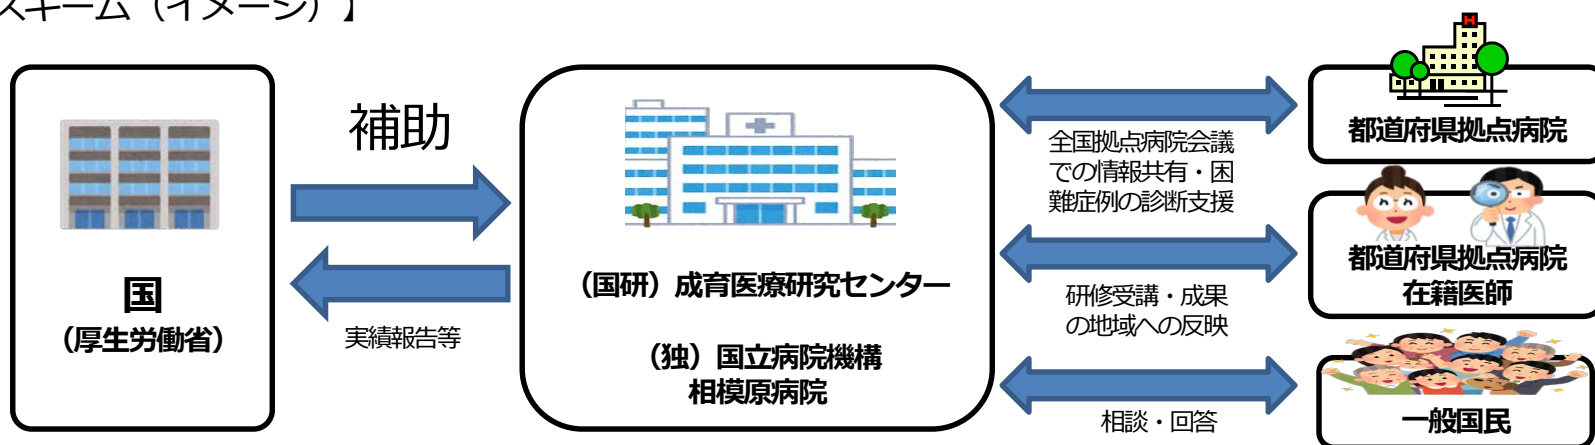 スキーム（イメージ）】
国
（厚生労働省）
補助
実績報告等
（国研）成育医療研究センター
（独）国立病院機構
相模原病院
全国拠点病院会議
での情報共有・困
難症例の診断支援
研修受講・成果
の地域への反映
相談・回答
H
都道府県拠点病院
都道府県拠点病院
在籍医師
一般国民